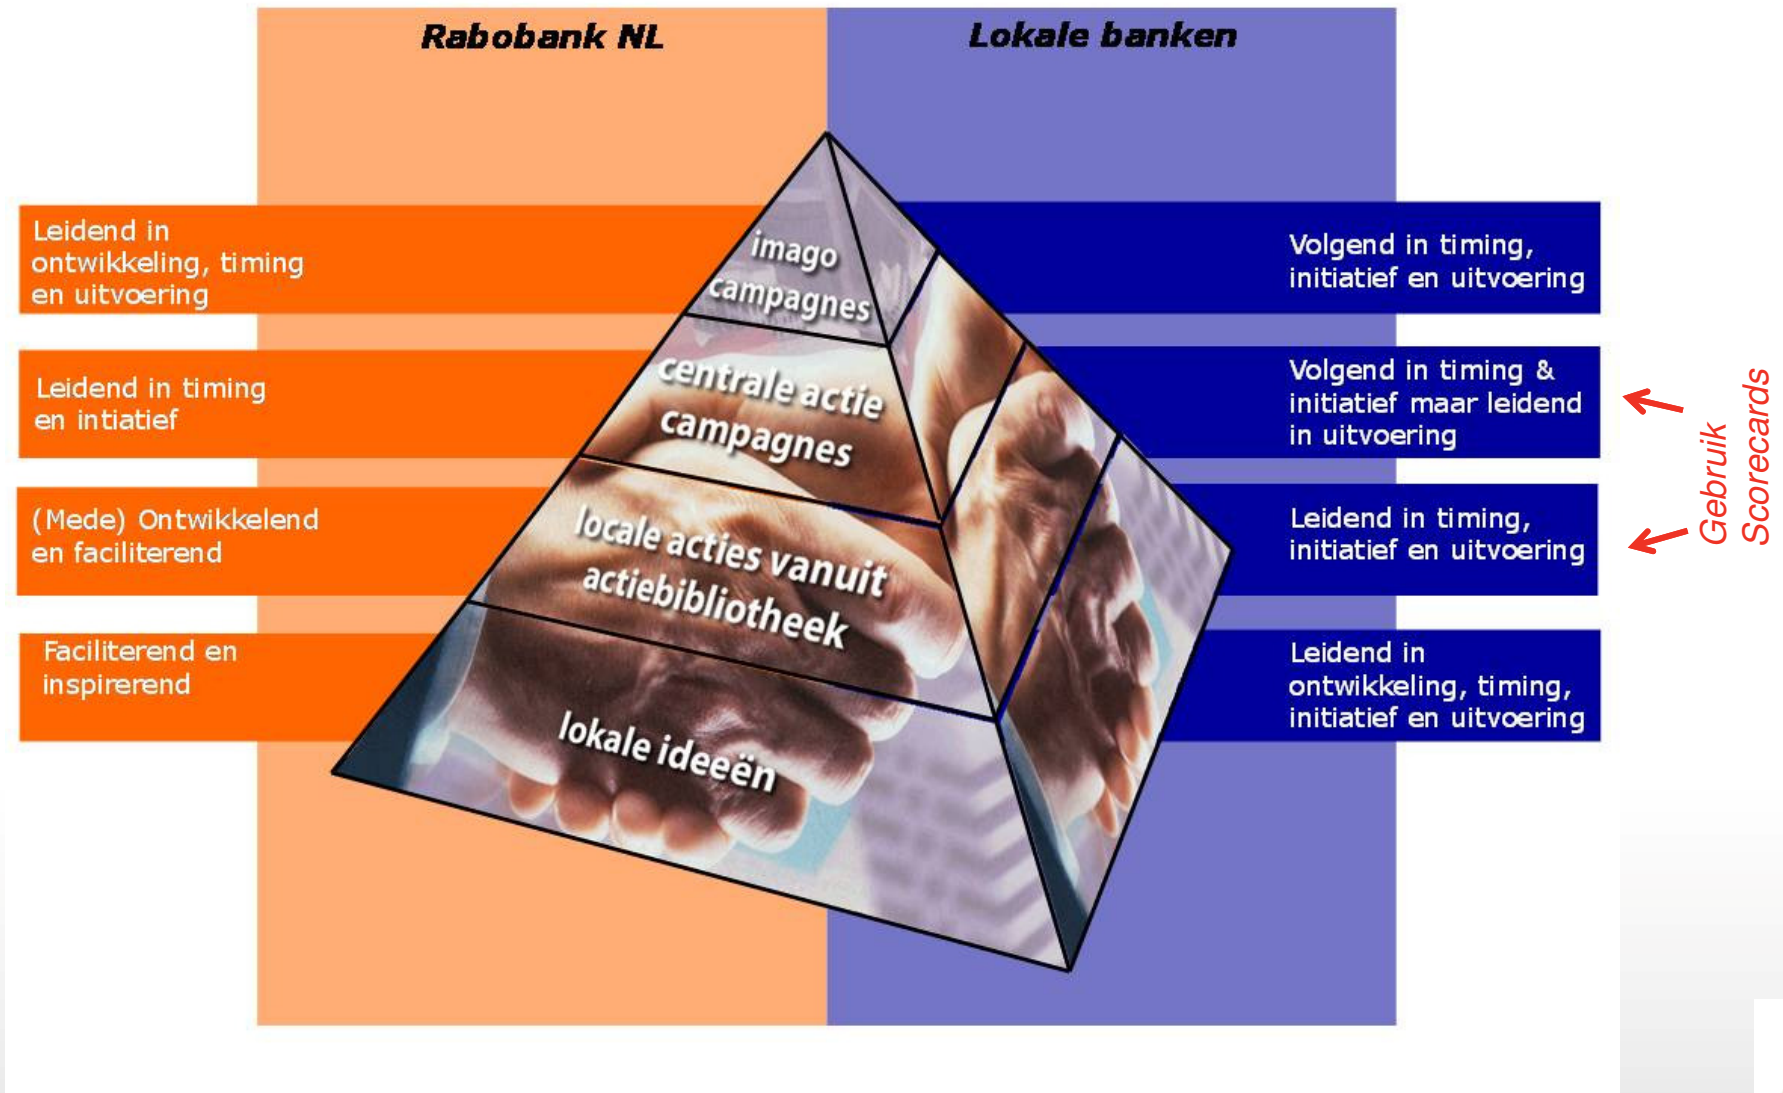 Rabobank NL
Lokale banken
Leidend in
ontwikkeling, timing
en uitvoering
imago
campagnes
Volgend in timing,
initiatief en uitvoering
Leidend in timing
en intiatief
centrale actie
campagnes
Volgend in timing &
initiatief maar leidend
in uitvoering
(Mede) Ontwikkelend
en faciliterend
locale acties vanuit
actiebibliotheek
Leidend in timing,
initiatief en uitvoering
Faciliterend en
inspirerend
lokale ideeën
Leidend in
ontwikkeling, timing,
initiatief en uitvoering
Gebruik
Scorecards